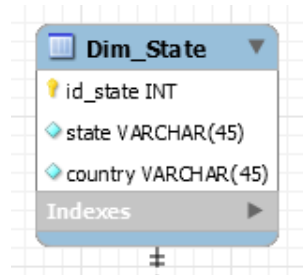 Dim_State
id_state INT
state VARCHAR(45)
country VARCHAR(45)
Indexes